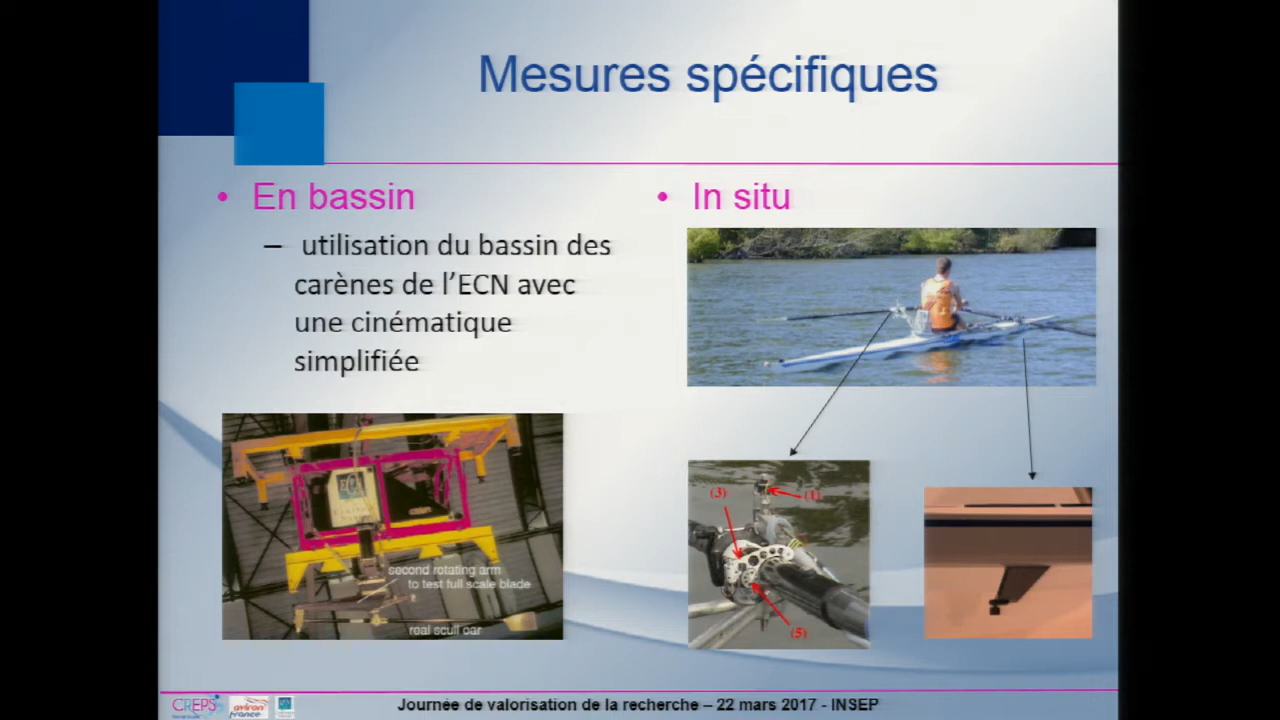 Mesures spécifiques
• En bassin
– utilisation du bassin des
carènes de l'ECN avec
une cinématique
simplifiée
• In situ
(3)
(1)
(5)
second rotating arm
to test full scale blade
real scull oar
CREPS
aviron
france
Journée de valorisation de la recherche – 22 mars 2017 - INSEP